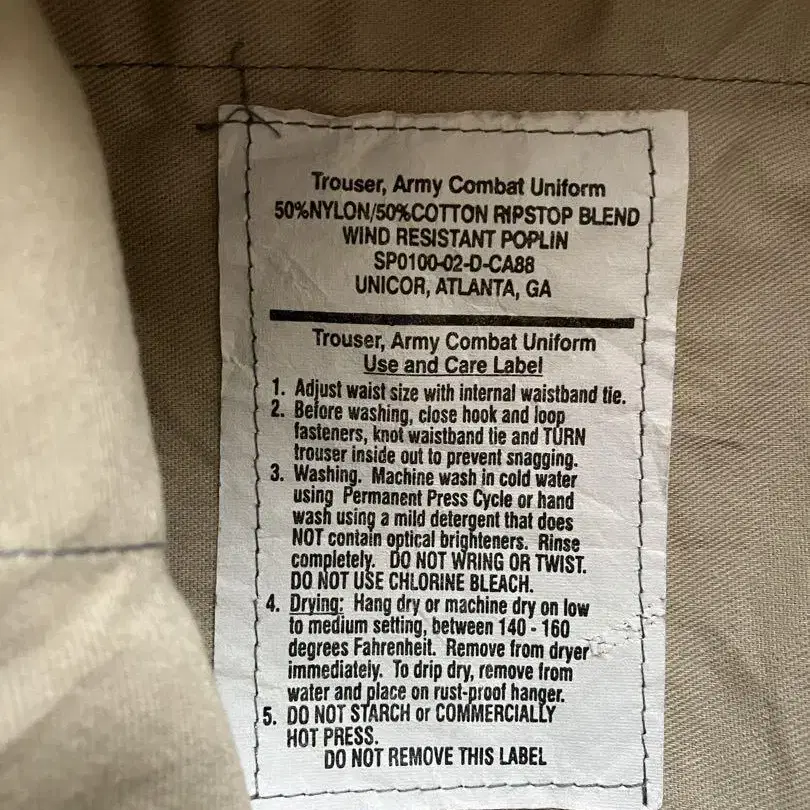 Trouser, Army Combat Uniform
50%NYLON/50%COTTON RIPSTOP BLEND
WIND RESISTANT POPLIN
SP0100-02-D-CA88
UNICOR, ATLANTA, GA
Trouser, Army Combat Uniform
Use and Care Label
1. Adjust waist size with internal waistband tie.
2. Before washing, close hook and loop
fasteners, knot waistband tie and TURN
trouser inside out to prevent snagging.
3. Washing. Machine wash in cold water
using Permanent Press Cycle or hand
wash using a mild detergent that does
NOT contain optical brighteners. Rinse
completely. DO NOT WRING OR TWIST.
DO NOT USE CHLORINE BLEACH.
4. Drying: Hang dry or machine dry on low
to medium setting, between 140 - 160
degrees Fahrenheit. Remove from dryer
immediately. To drip dry, remove from
water and place on rust-proof hanger.
5. DO NOT STARCH or COMMERCIALLY
HOT PRESS.
DO NOT REMOVE THIS LABEL